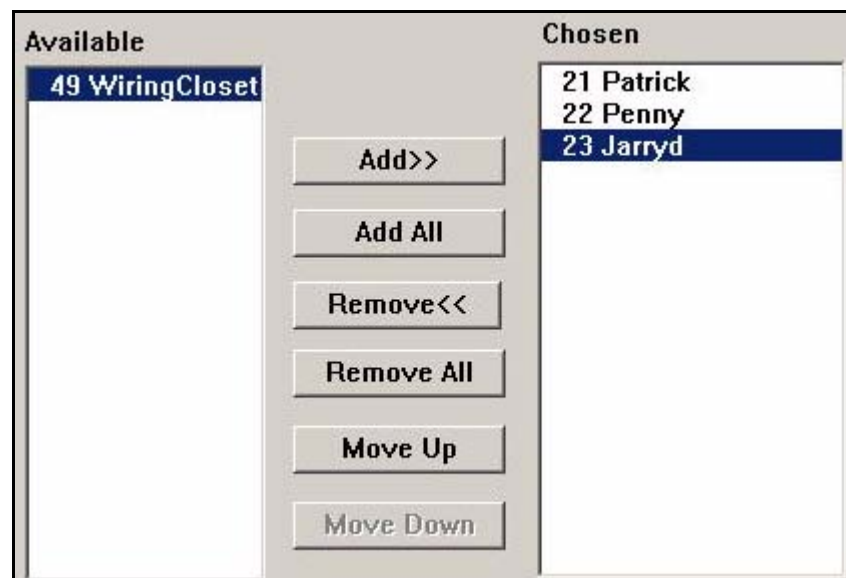 Available
49 WiringCloset
Add>>
Add All
Remove<<
Remove All
Move Up
Move Down
Chosen
21 Patrick
22 Penny
23 Jarryd